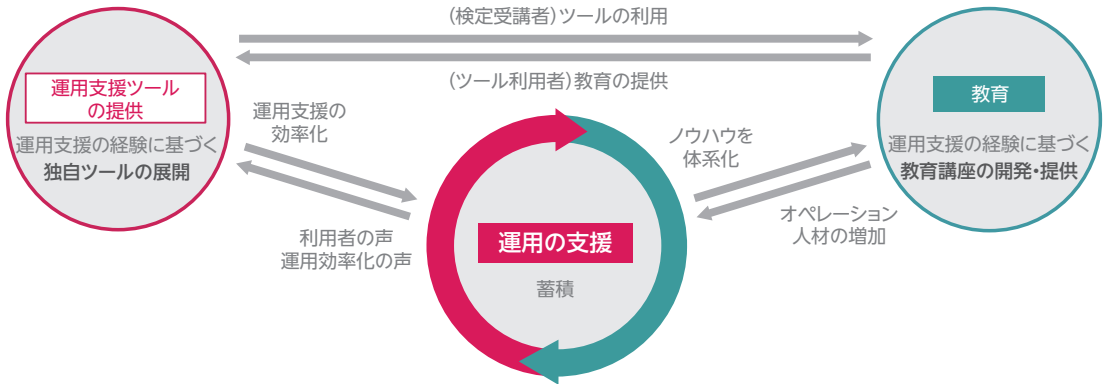 (検定受講者)ツールの利用
(ツール利用者)教育の提供
運用支援ツール
の提供
運用支援の経験に基づく
独自ツールの展開
運用支援の
効率化
利用者の声
運用効率化の声
運用の支援
蓄積
ノウハウを
体系化
オペレーション
人材の増加
教育
運用支援の経験に基づく
教育講座の開発・提供